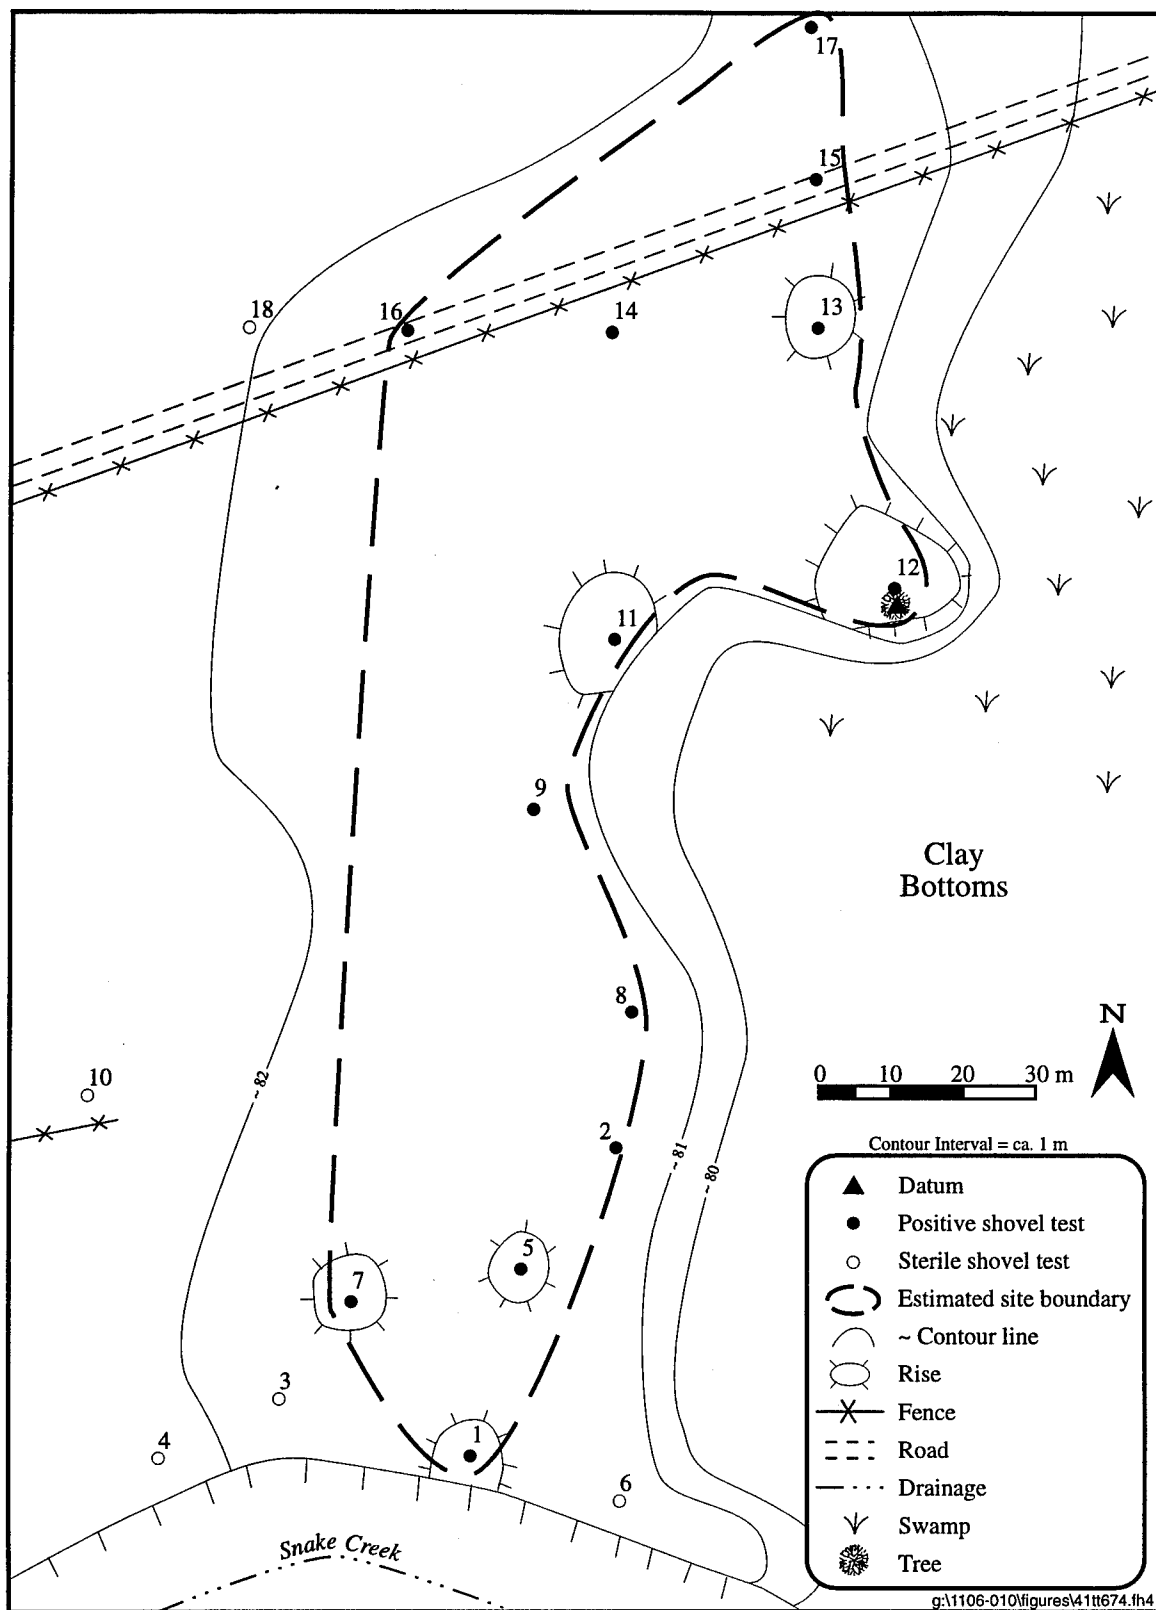 17
15
18
16
14
13
12
11
9
Clay
Bottoms
8
N
10
~ 82
0 10 20 30 m
2
~ 81
~ 80
Contour Interval = ca. 1 m
Datum
Positive shovel test
Sterile shovel test
Estimated site boundary
~ Contour line
Rise
Fence
Road
Drainage
Swamp
Tree
5
7
3
4
1
6
Snake Creek
g:\1106-010\figures\41tt674.fh4